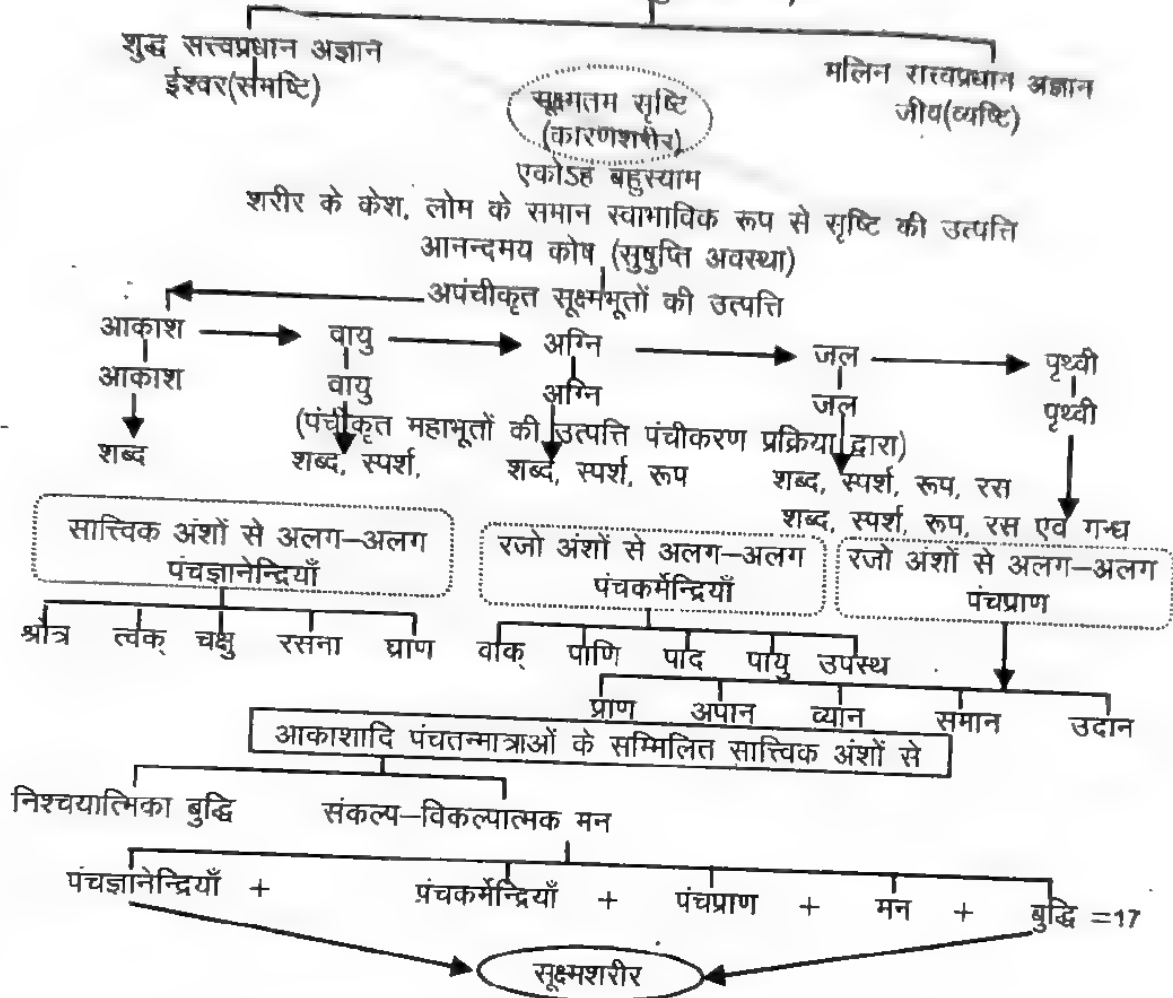 शुद्ध सत्त्वप्रधान अज्ञान
ईश्वर(समष्टि)
मलिन सत्त्वप्रधान अज्ञान
जीव(व्यष्टि)
सूक्ष्मतम सृष्टि
(कारणशरीर)
एकोऽहं बहुस्याम
शरीर के केश, लोम के समान स्वाभाविक रूप से सृष्टि की उत्पत्ति
आनन्दमय कोष (सुषुप्ति अवस्था)
अपंचीकृत सूक्ष्मभूतों की उत्पत्ति
आकाश वायु अग्नि जल पृथ्वी
आकाश वायु अग्नि जल पृथ्वी
(पंचीकृत महाभूतों की उत्पत्ति पंचीकरण प्रक्रिया द्वारा)
शब्द शब्द, स्पर्श, शब्द, स्पर्श, रूप शब्द, स्पर्श, रूप, रस
शब्द, स्पर्श, रूप, रस एवं गन्ध
सात्त्विक अंशों से अलग-अलग
पंचज्ञानेन्द्रियाँ
रजो अंशों से अलग-अलग
पंचकर्मेन्द्रियाँ
रजो अंशों से अलग-अलग
पंचप्राण
श्रोत्र त्वक् चक्षु रसना घ्राण वाक् पाणि पाद पायु उपस्थ
प्राण अपान व्यान समान उदान
आकाशादि पंचतन्मात्राओं के सम्मिलित सात्त्विक अंशों से
निश्चयात्मिका बुद्धि संकल्प-विकल्पात्मक मन
पंचज्ञानेन्द्रियाँ + पंचकर्मेन्द्रियाँ + पंचप्राण + मन + बुद्धि =17
सूक्ष्मशरीर